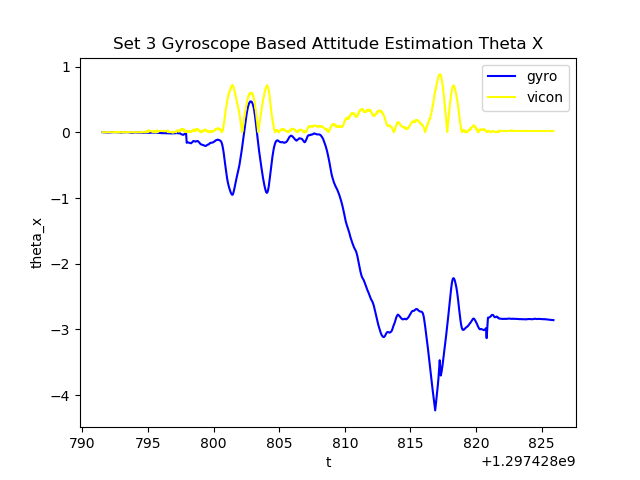 Set 3 Gyroscope Based Attitude Estimation Theta X
gyro
vicon
theta_x
1
0
−1
−2
−3
−4
790
795
800
805
810
815
820
825
t
+1.297428e9